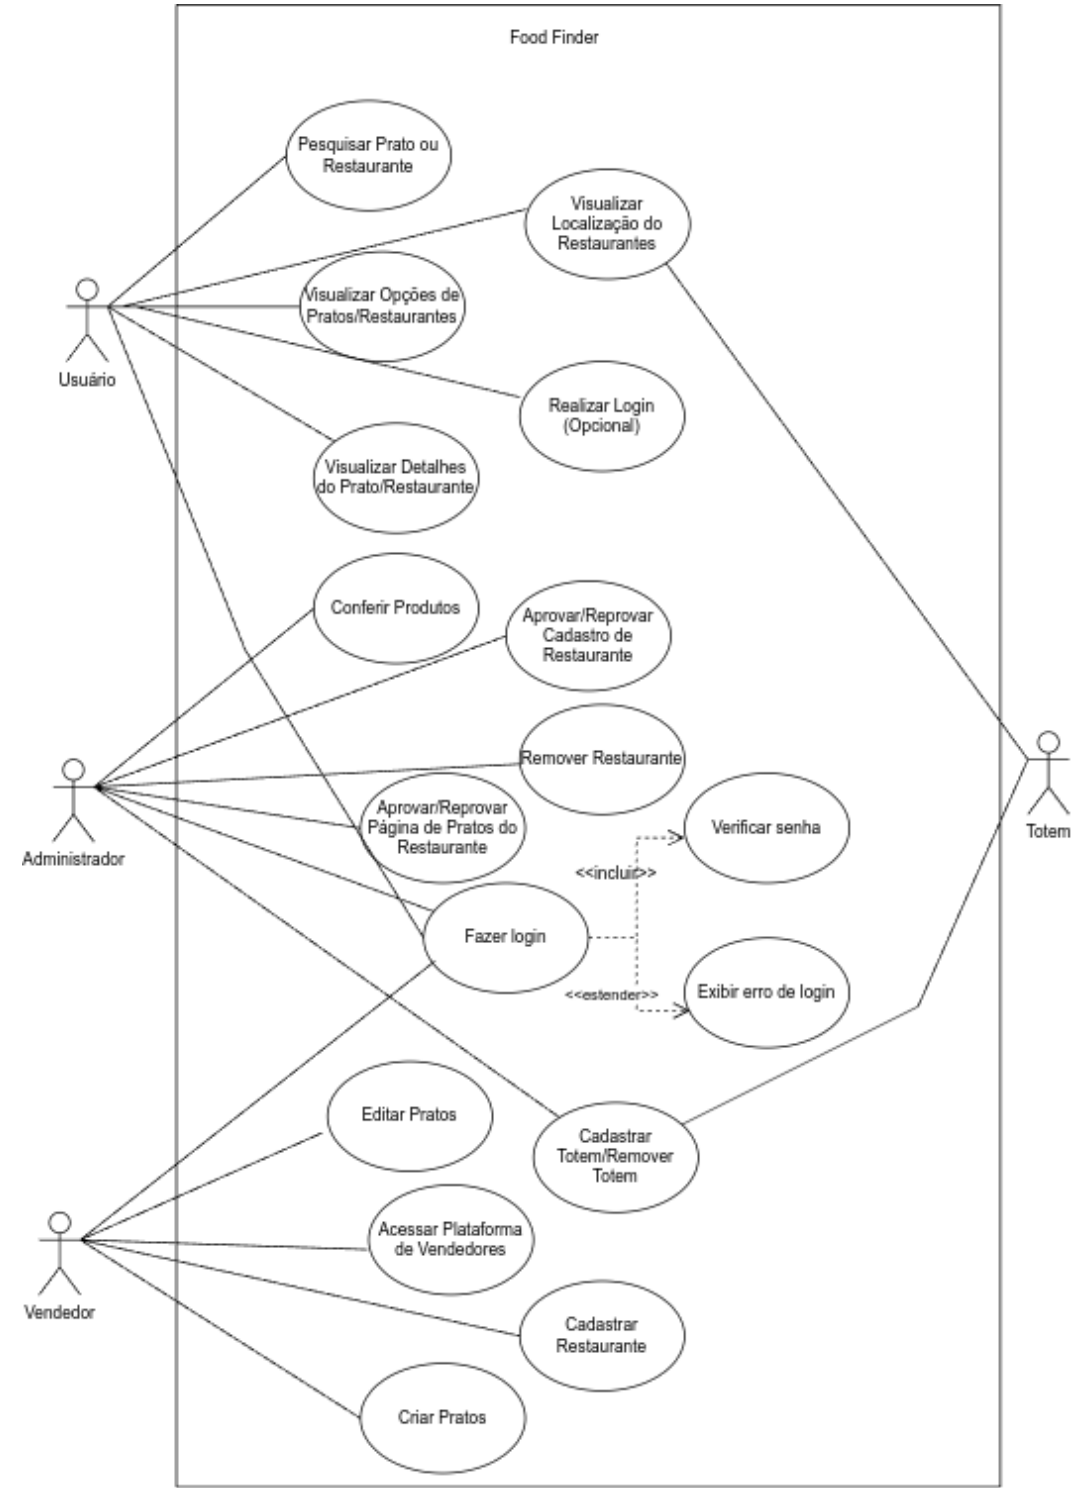 Food Finder
Pesquisar Prato ou
Restaurante
Visualizar
Localização do
Restaurantes
Visualizar Opções de
Pratos/Restaurantes
Usuário
Realizar Login
(Opcional)
Visualizar Detalhes
do Prato/Restaurante
Conferir Produtos
Aprovar/Reprovar
Cadastro de
Restaurante
Remover Restaurante
Aprovar/Reprovar
Página de Pratos do
Restaurante
Verificar senha
Totem
Administrador
<<incluir>>
Fazer login
<<estender>>
Exibir erro de login
Editar Pratos
Cadastrar
Totem/Remover
Totem
Acessar Plataforma
de Vendedores
Vendedor
Cadastrar
Restaurante
Criar Pratos